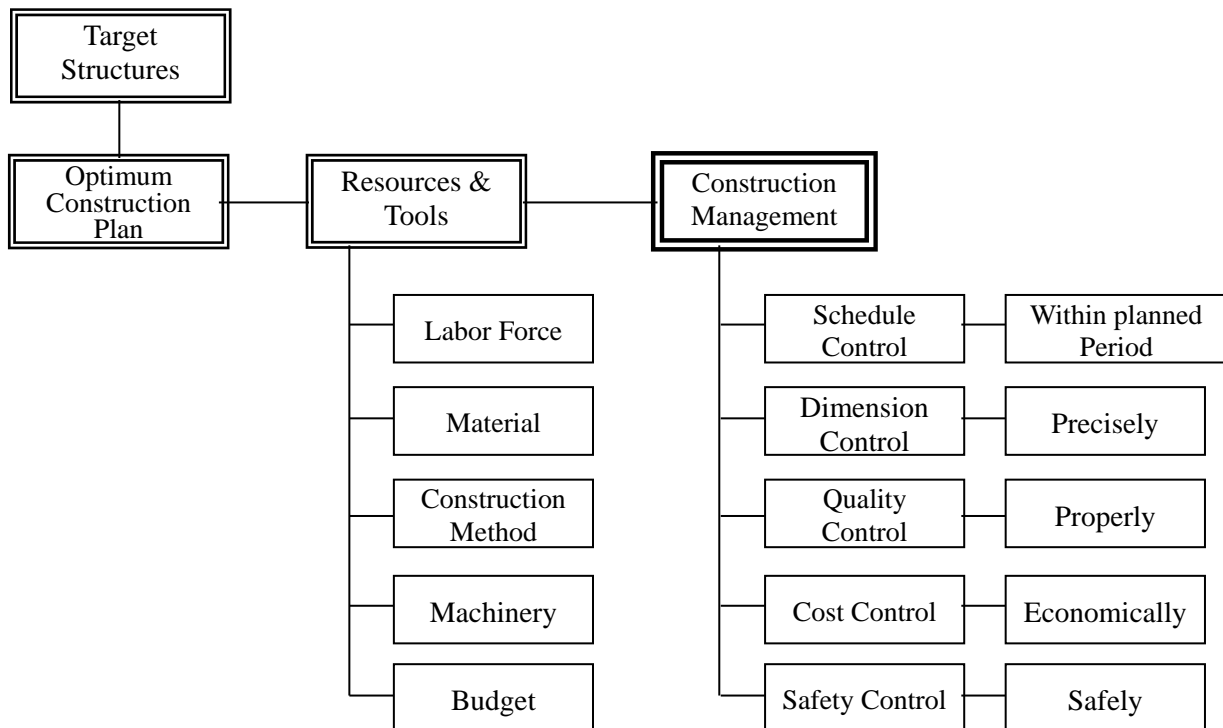 Target
Structures
Optimum
Construction
Plan
Resources &
Tools
Construction
Management
Labor Force
Material
Construction
Method
Machinery
Budget
Schedule
Control
Within planned
Period
Dimension
Control
Precisely
Quality
Control
Properly
Cost Control
Economically
Safety Control
Safely